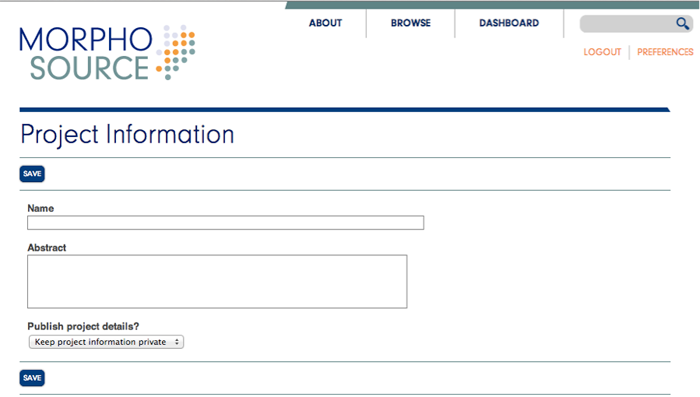 MORPHO
SOURCE
ABOUT
BROWSE
DASHBOARD
LOGOUT
PREFERENCES
Project Information
SAVE
Name
Abstract
Publish project details?
Keep project information private
SAVE